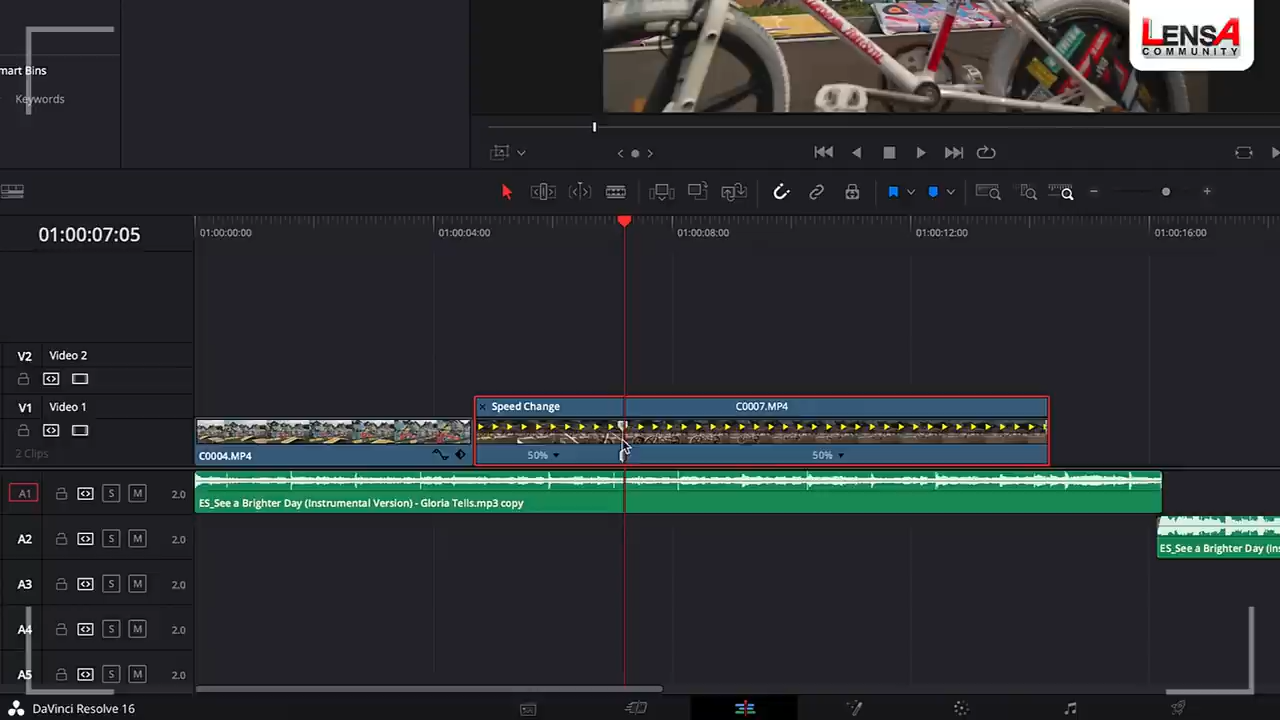 LENSA
COMMUNITY
mart Bins
Keywords
01:00:07:05
01:00:00:00
01:00:04:00
01:00:08:00
01:00:12:00
01:00:16:00
V2 Video 2
V1 Video 1
2 Clips
Speed Change
C0007.MP4
C0004.MP4
50%
50%
A1 S M 2.0
ES_See a Brighter Day (Instrumental Version) - Gloria Tells.mp3 copy
A2 S M 2.0
ES_See a Brighter Day (Ins
A3 S M 2.0
A4 S M 2.0
A5 S M 2.0
DaVinci Resolve 16